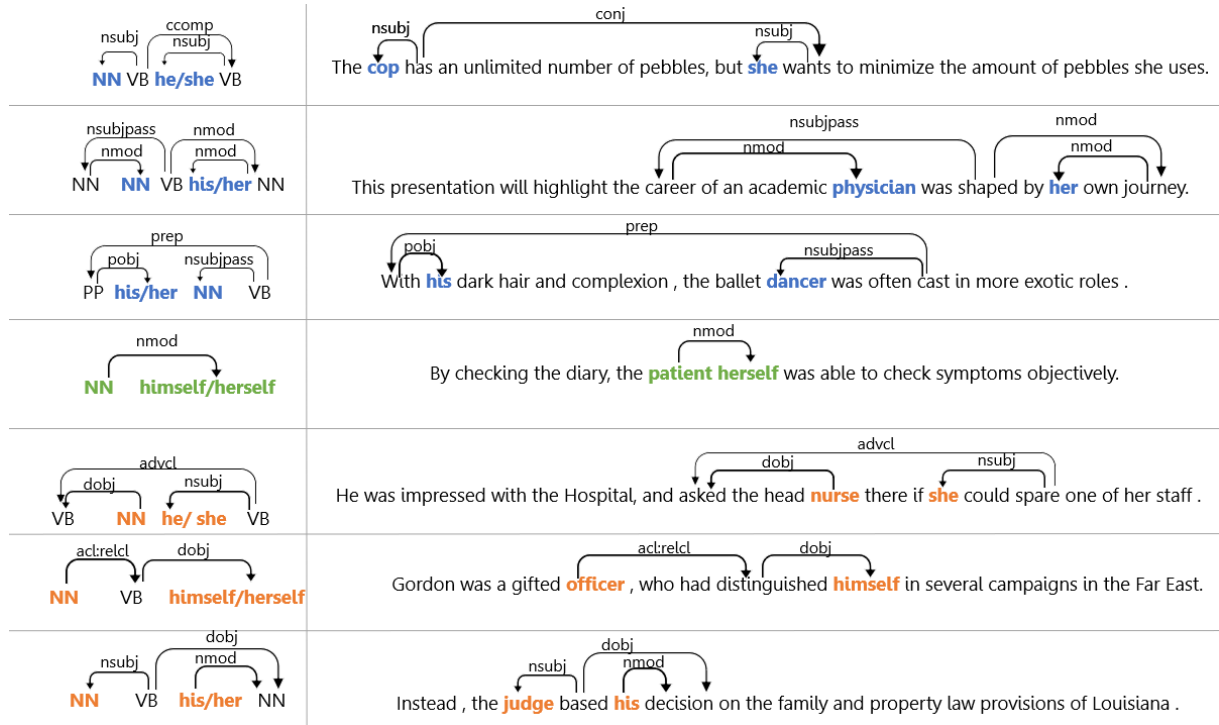 ccomp
nsubj nsubj
NN VB he/she VB
conj
nsubj nsubj
The cop has an unlimited number of pebbles, but she wants to minimize the amount of pebbles she uses.
nsubjpass nmod
nmod nmod
NN NN VB his/her NN
nsubjpass nmod
nmod nmod
This presentation will highlight the career of an academic physician was shaped by her own journey.
prep
pobj nsubjpass
PP his/her NN VB
prep
pobj nsubjpass
With his dark hair and complexion , the ballet dancer was often cast in more exotic roles .
nmod
NN himself/herself
nmod
By checking the diary, the patient herself was able to check symptoms objectively.
advcl
dobj nsubj
VB NN he/ she VB
advcl
dobj nsubj
He was impressed with the Hospital, and asked the head nurse there if she could spare one of her staff .
acl:relcl dobj
NN VB himself/herself
acl:relcl dobj
Gordon was a gifted officer , who had distinguished himself in several campaigns in the Far East.
dobj
nsubj nmod
NN VB his/her NN
dobj
nsubj nmod
Instead , the judge based his decision on the family and property law provisions of Louisiana .